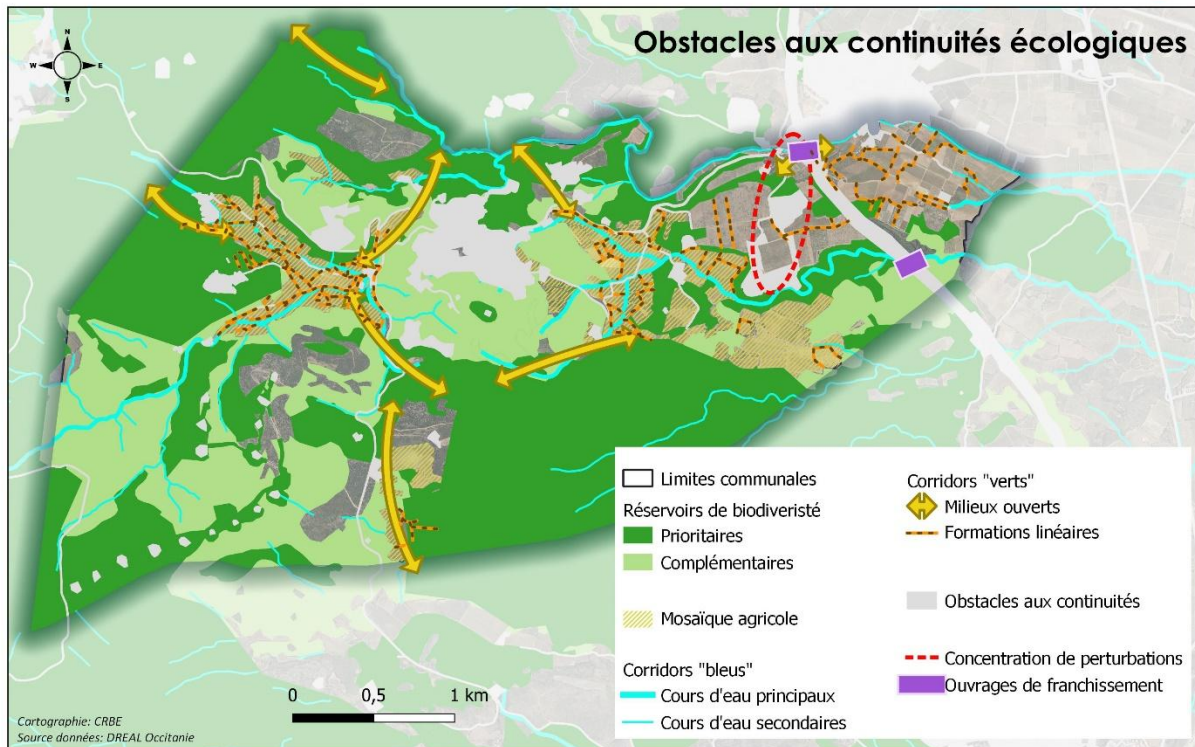 Obstacles aux continuités écologiques
N
W E
S
Limites communales
Réservoirs de biodiveristé
Prioritaires
Complémentaires
Mosaïque agricole
Corridors "bleus"
Cours d'eau principaux
Cours d'eau secondaires
Corridors "verts"
Milieux ouverts
Formations linéaires
Obstacles aux continuités
Concentration de perturbations
Ouvrages de franchissement
0 0,5 1 km
Cartographie: CRBE
Source données: DREAL Occitanie